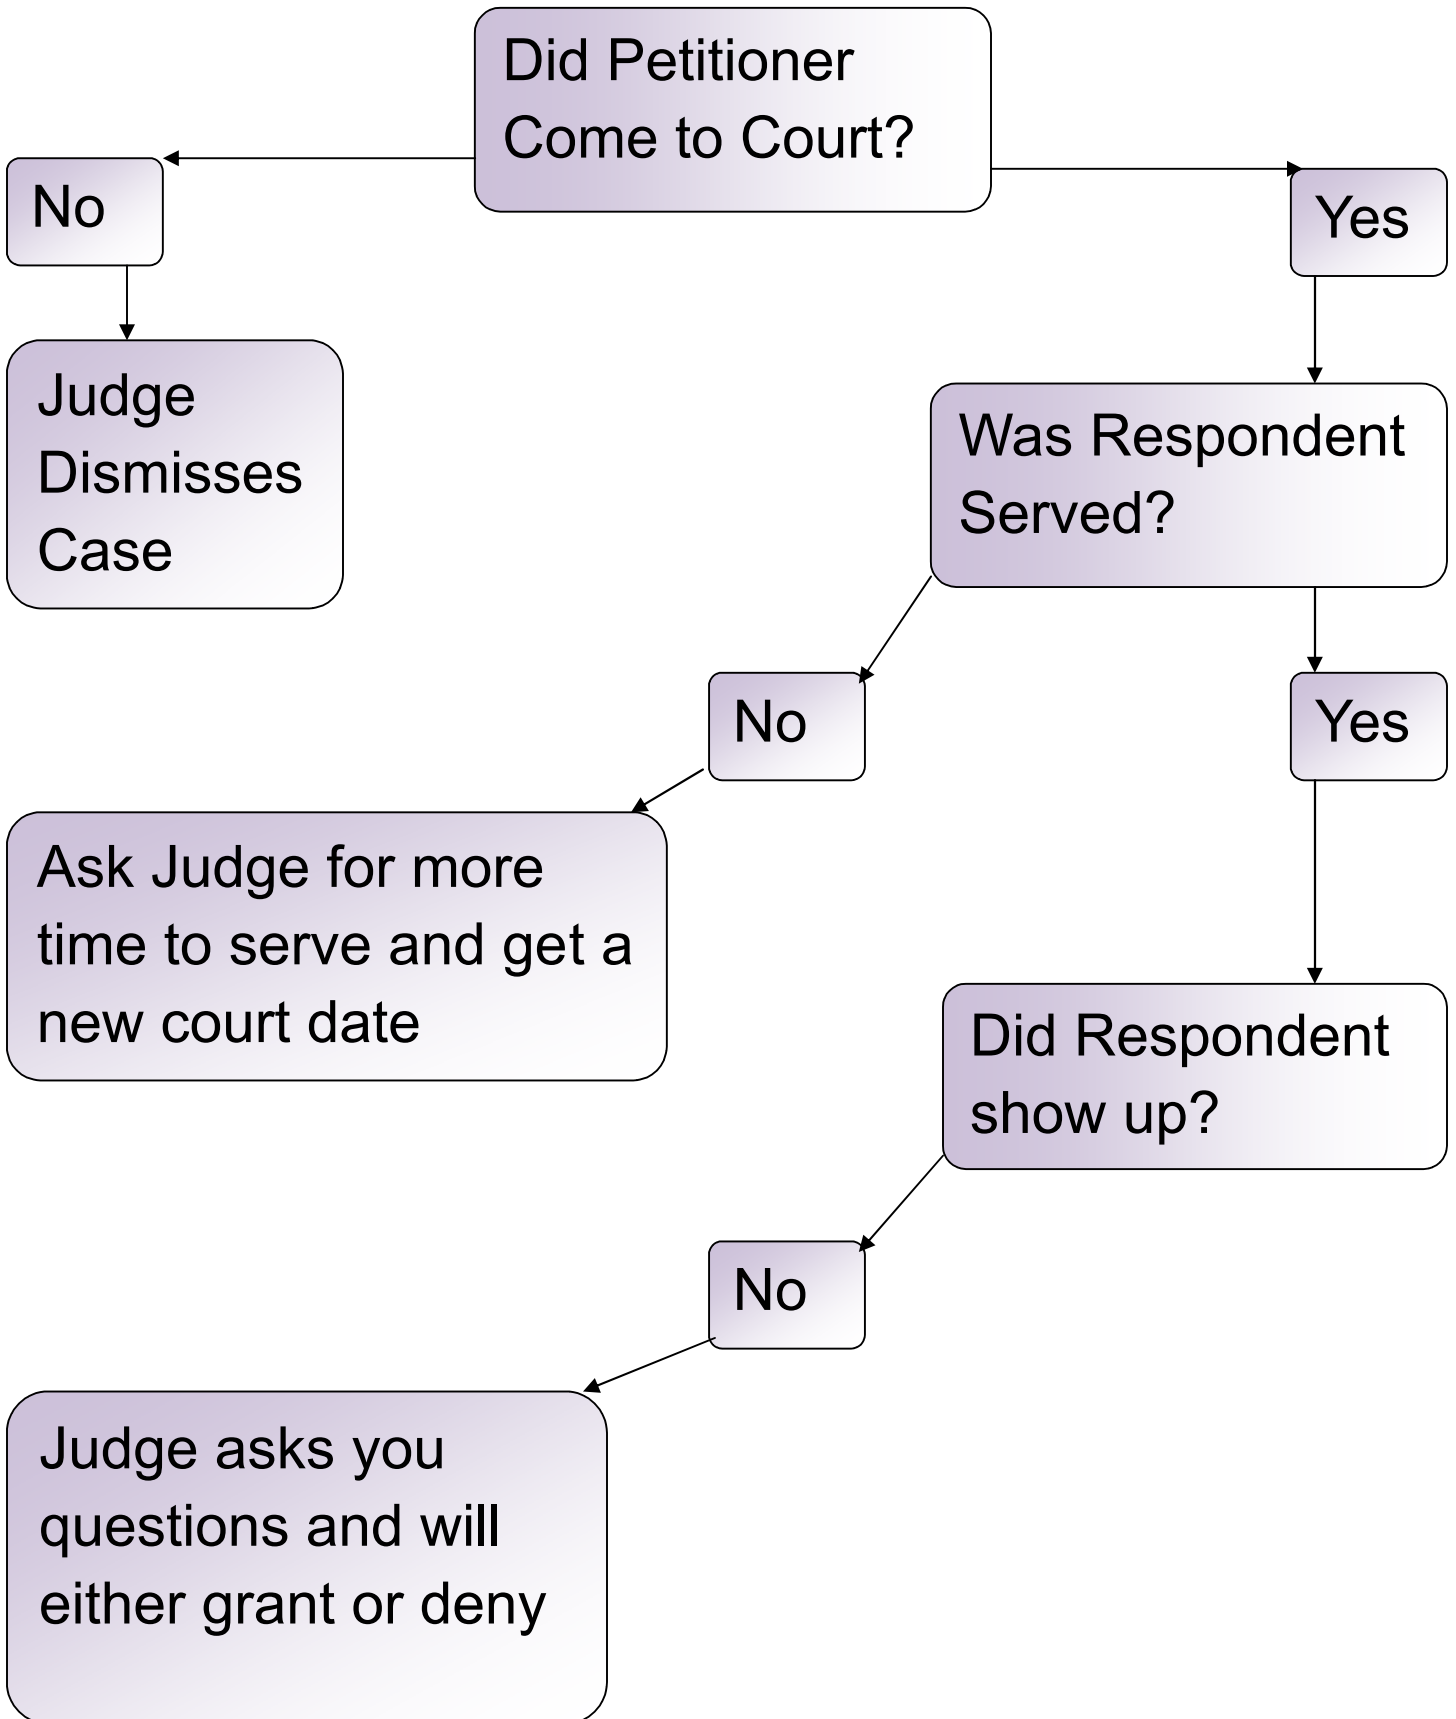 Did Petitioner
Come to Court?
No
Yes
Judge
Dismisses
Case
Was Respondent
Served?
No
Yes
Ask Judge for more
time to serve and get a
new court date
Did Respondent
show up?
No
Judge asks you
questions and will
either grant or deny